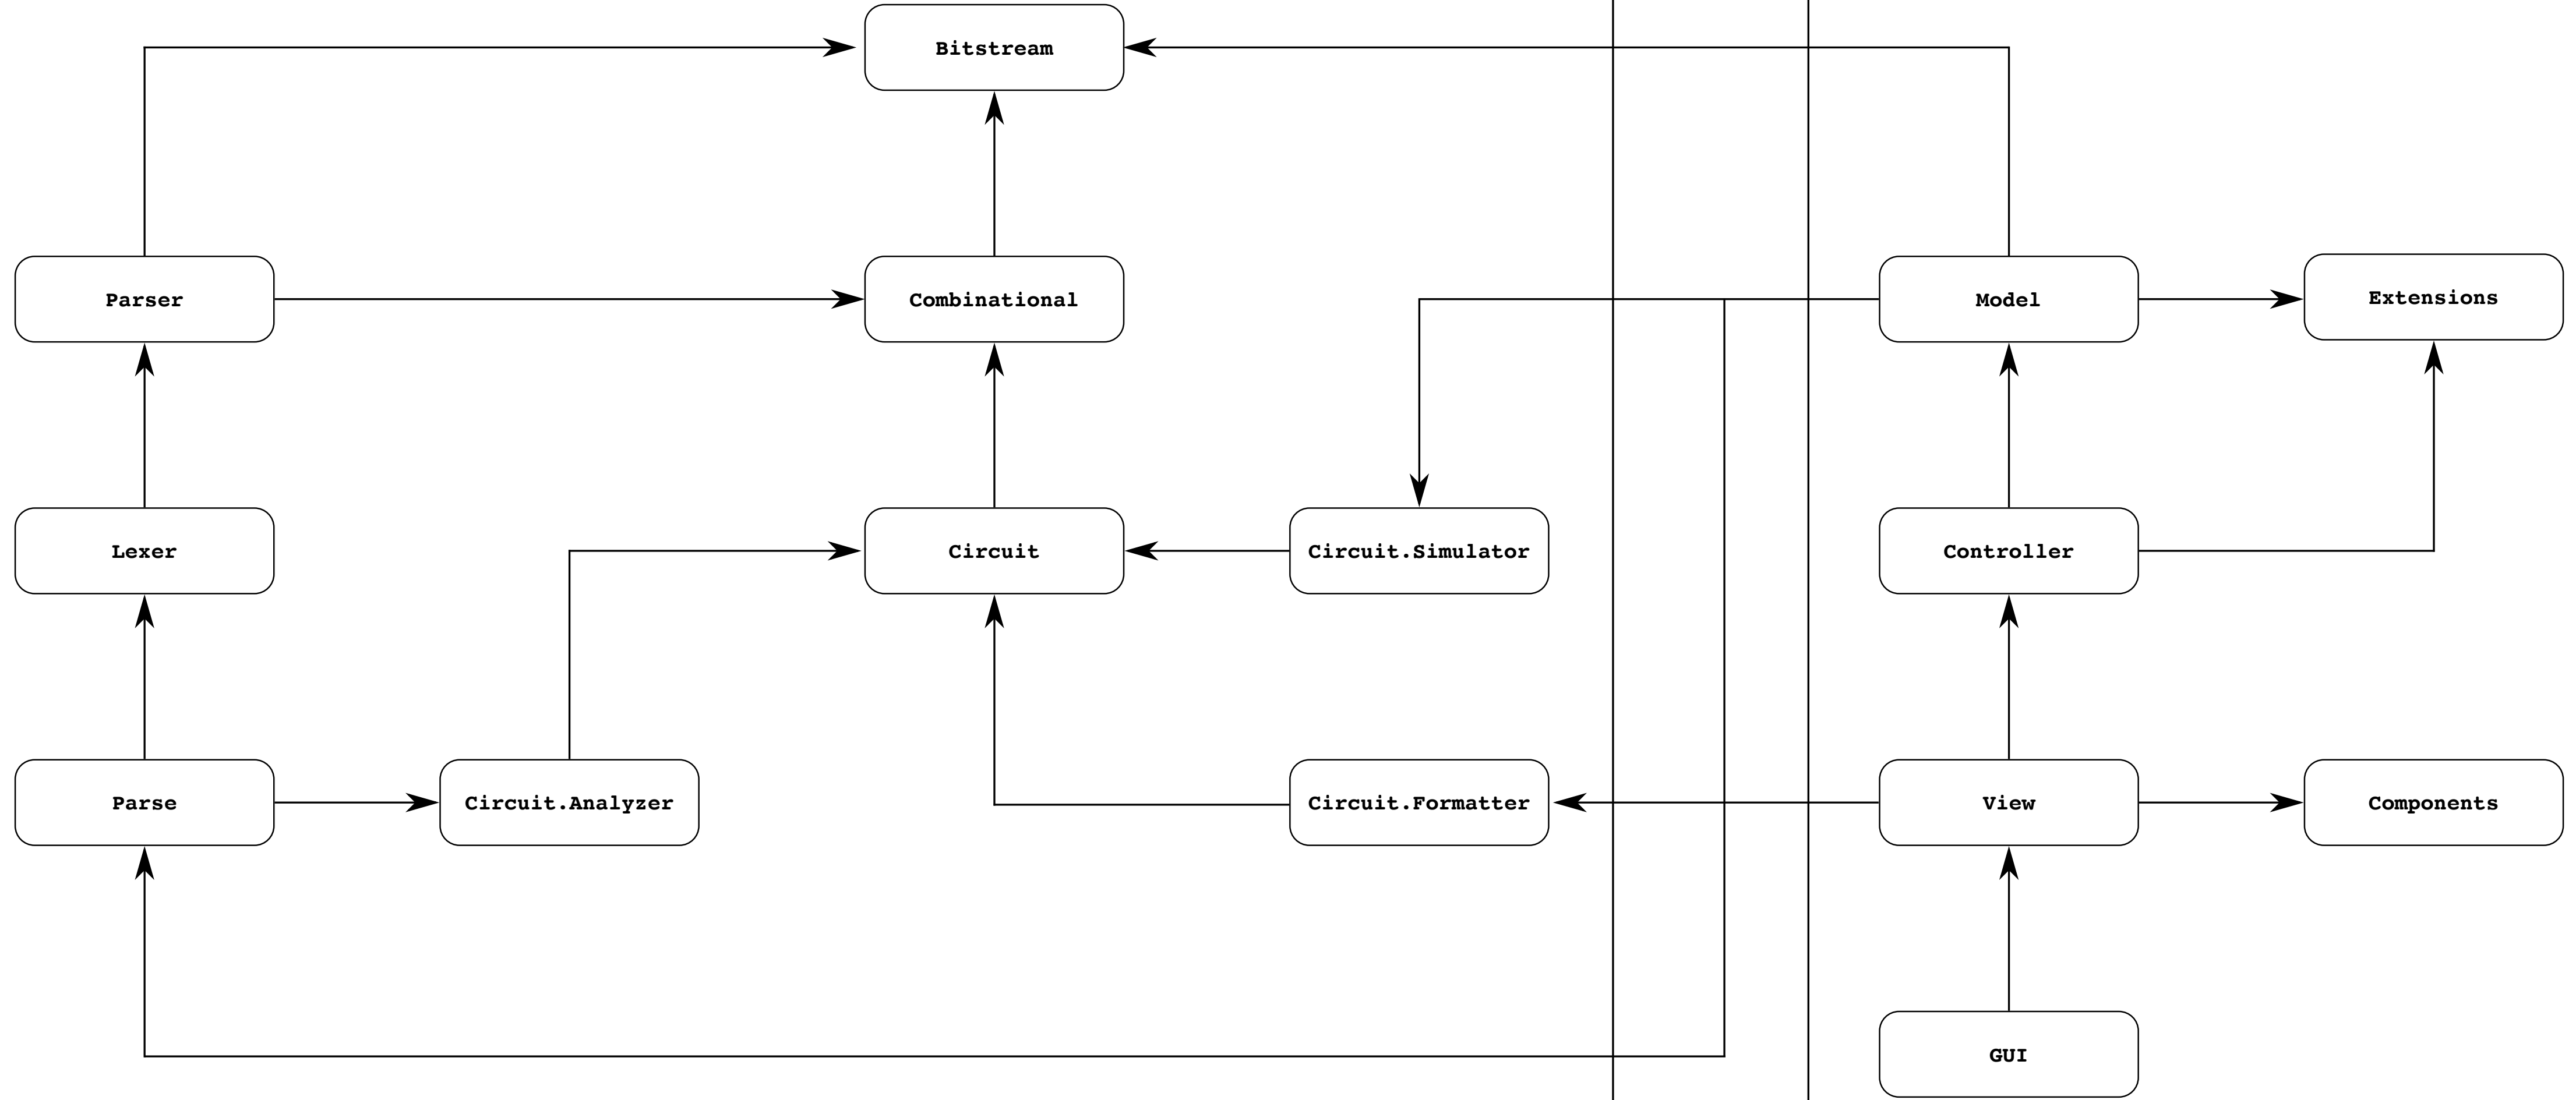 Bitstream
Parser
Combinational
Model
Extensions
Lexer
Circuit
Circuit.Simulator
Controller
Parse
Circuit.Analyzer
Circuit.Formatter
View
Components
GUI